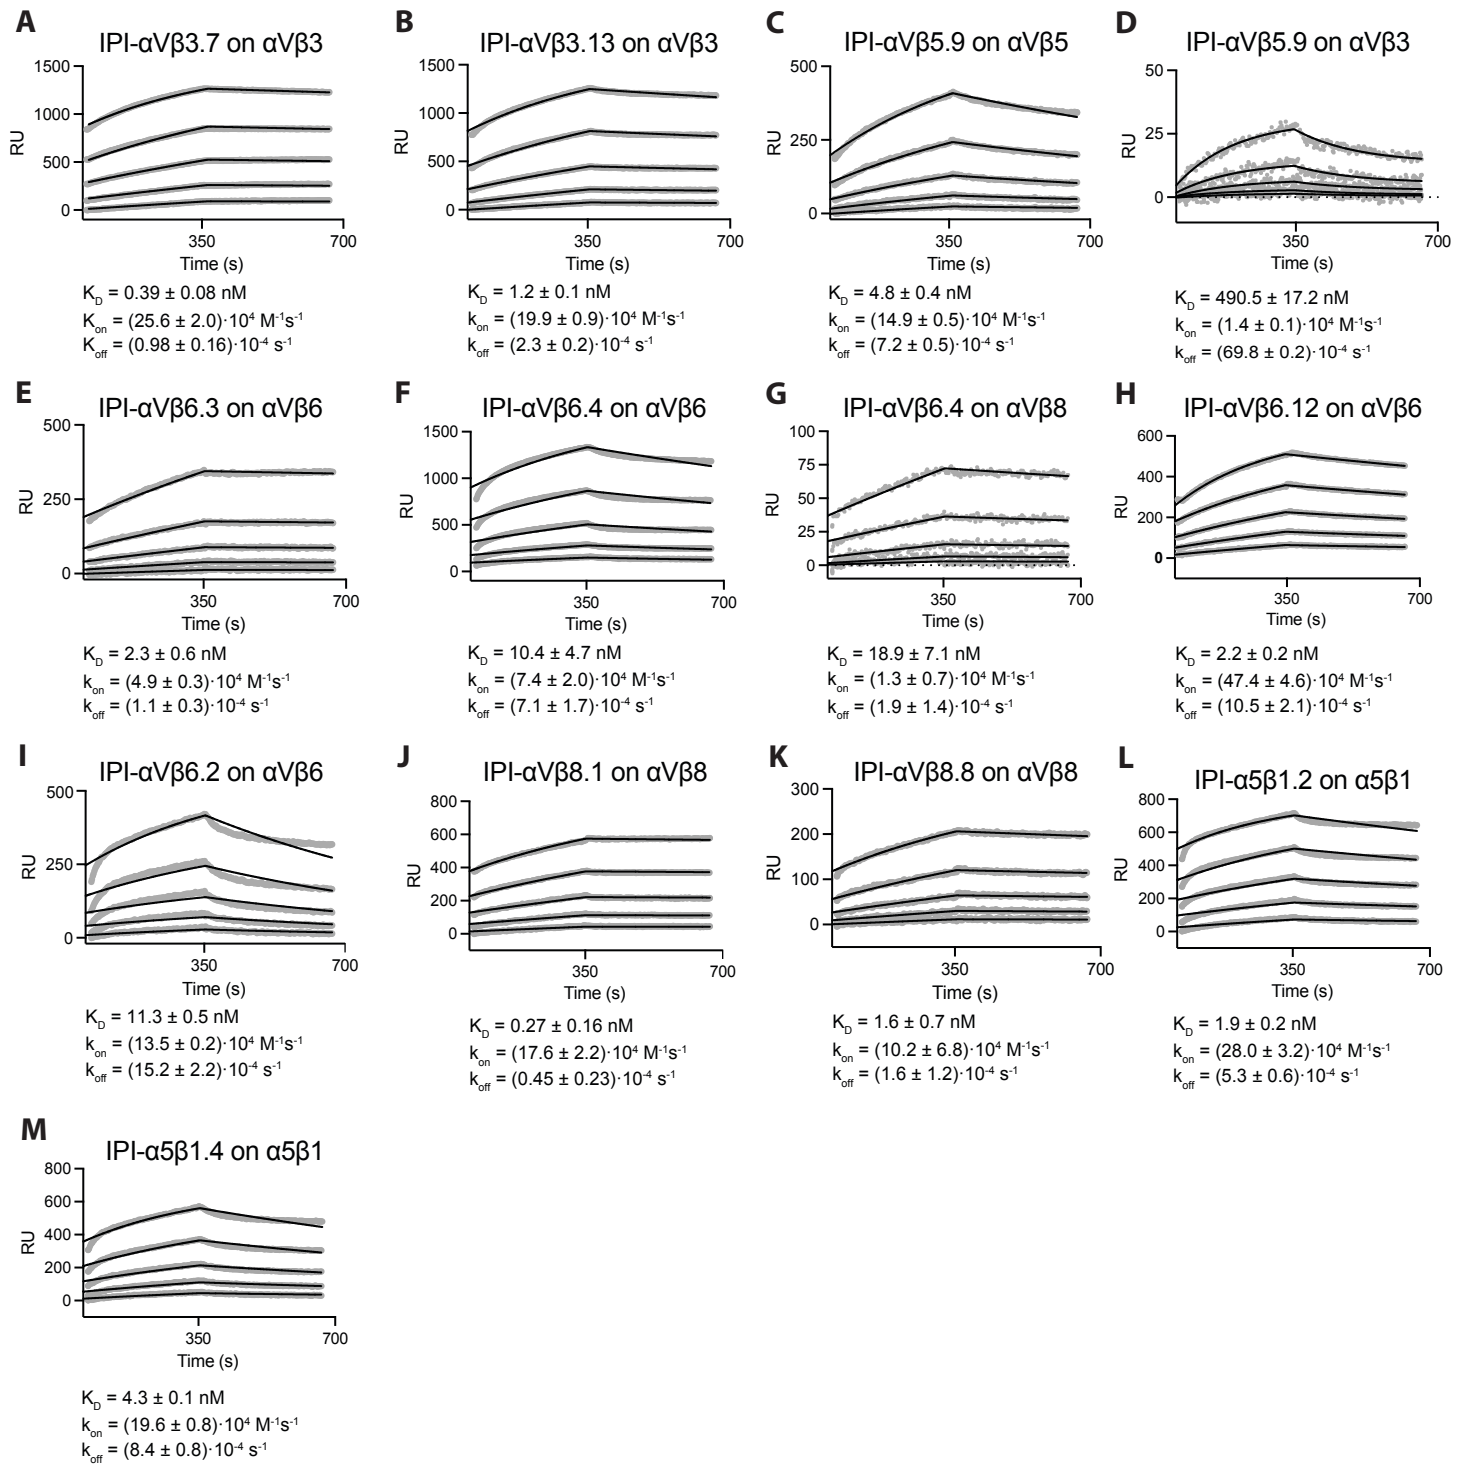 A
IPI-αVβ3.7 on αVβ3
1500
1000
500
0
RU
350
700
Time (s)
K_D = 0.39 ± 0.08 nM
K_on = (25.6 ± 2.0)·10⁴ M⁻¹s⁻¹
K_off = (0.98 ± 0.16)·10⁻⁴ s⁻¹
B
IPI-αVβ3.13 on αVβ3
1500
1000
500
0
RU
350
700
Time (s)
K_D = 1.2 ± 0.1 nM
k_on = (19.9 ± 0.9)·10⁴ M⁻¹s⁻¹
k_off = (2.3 ± 0.2)·10⁻⁴ s⁻¹
C
IPI-αVβ5.9 on αVβ5
500
250
0
RU
350
700
Time (s)
K_D = 4.8 ± 0.4 nM
k_on = (14.9 ± 0.5)·10⁴ M⁻¹s⁻¹
k_off = (7.2 ± 0.5)·10⁻⁴ s⁻¹
D
IPI-αVβ5.9 on αVβ3
50
25
0
RU
350
700
Time (s)
K_D = 490.5 ± 17.2 nM
k_on = (1.4 ± 0.1)·10⁴ M⁻¹s⁻¹
k_off = (69.8 ± 0.2)·10⁻⁴ s⁻¹
E
IPI-αVβ6.3 on αVβ6
500
250
0
RU
350
700
Time (s)
K_D = 2.3 ± 0.6 nM
k_on = (4.9 ± 0.3)·10⁴ M⁻¹s⁻¹
k_off = (1.1 ± 0.3)·10⁻⁴ s⁻¹
F
IPI-αVβ6.4 on αVβ6
1500
1000
500
0
RU
350
700
Time (s)
K_D = 10.4 ± 4.7 nM
k_on = (7.4 ± 2.0)·10⁴ M⁻¹s⁻¹
k_off = (7.1 ± 1.7)·10⁻⁴ s⁻¹
G
IPI-αVβ6.4 on αVβ8
100
75
50
25
0
RU
350
700
Time (s)
K_D = 18.9 ± 7.1 nM
k_on = (1.3 ± 0.7)·10⁴ M⁻¹s⁻¹
k_off = (1.9 ± 1.4)·10⁻⁴ s⁻¹
H
IPI-αVβ6.12 on αVβ6
600
400
200
0
RU
350
700
Time (s)
K_D = 2.2 ± 0.2 nM
k_on = (47.4 ± 4.6)·10⁴ M⁻¹s⁻¹
k_off = (10.5 ± 2.1)·10⁻⁴ s⁻¹
I
IPI-αVβ6.2 on αVβ6
500
250
0
RU
350
700
Time (s)
K_D = 11.3 ± 0.5 nM
k_on = (13.5 ± 0.2)·10⁴ M⁻¹s⁻¹
k_off = (15.2 ± 2.2)·10⁻⁴ s⁻¹
J
IPI-αVβ8.1 on αVβ8
800
600
400
200
0
RU
350
700
Time (s)
K_D = 0.27 ± 0.16 nM
k_on = (17.6 ± 2.2)·10⁴ M⁻¹s⁻¹
k_off = (0.45 ± 0.23)·10⁻⁴ s⁻¹
K
IPI-αVβ8.8 on αVβ8
300
200
100
0
RU
350
700
Time (s)
K_D = 1.6 ± 0.7 nM
k_on = (10.2 ± 6.8)·10⁴ M⁻¹s⁻¹
k_off = (1.6 ± 1.2)·10⁻⁴ s⁻¹
L
IPI-α5β1.2 on α5β1
800
600
400
200
0
RU
350
700
Time (s)
K_D = 1.9 ± 0.2 nM
k_on = (28.0 ± 3.2)·10⁴ M⁻¹s⁻¹
k_off = (5.3 ± 0.6)·10⁻⁴ s⁻¹
M
IPI-α5β1.4 on α5β1
800
600
400
200
0
RU
350
700
Time (s)
K_D = 4.3 ± 0.1 nM
k_on = (19.6 ± 0.8)·10⁴ M⁻¹s⁻¹
k_off = (8.4 ± 0.8)·10⁻⁴ s⁻¹